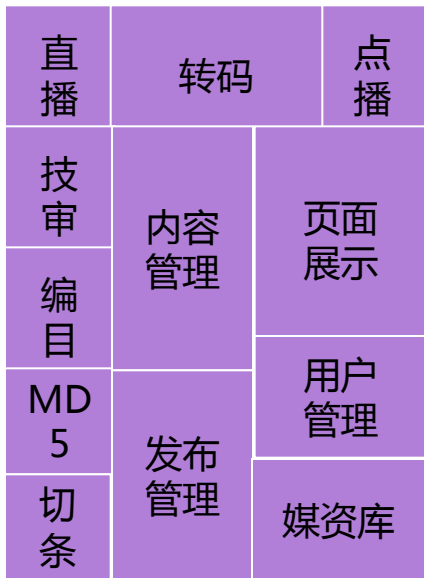 直
播
转码
点
播
技
审
内容
管理
页面
展示
编
目
用户
管理
MD
5
发布
管理
切
条
媒资库